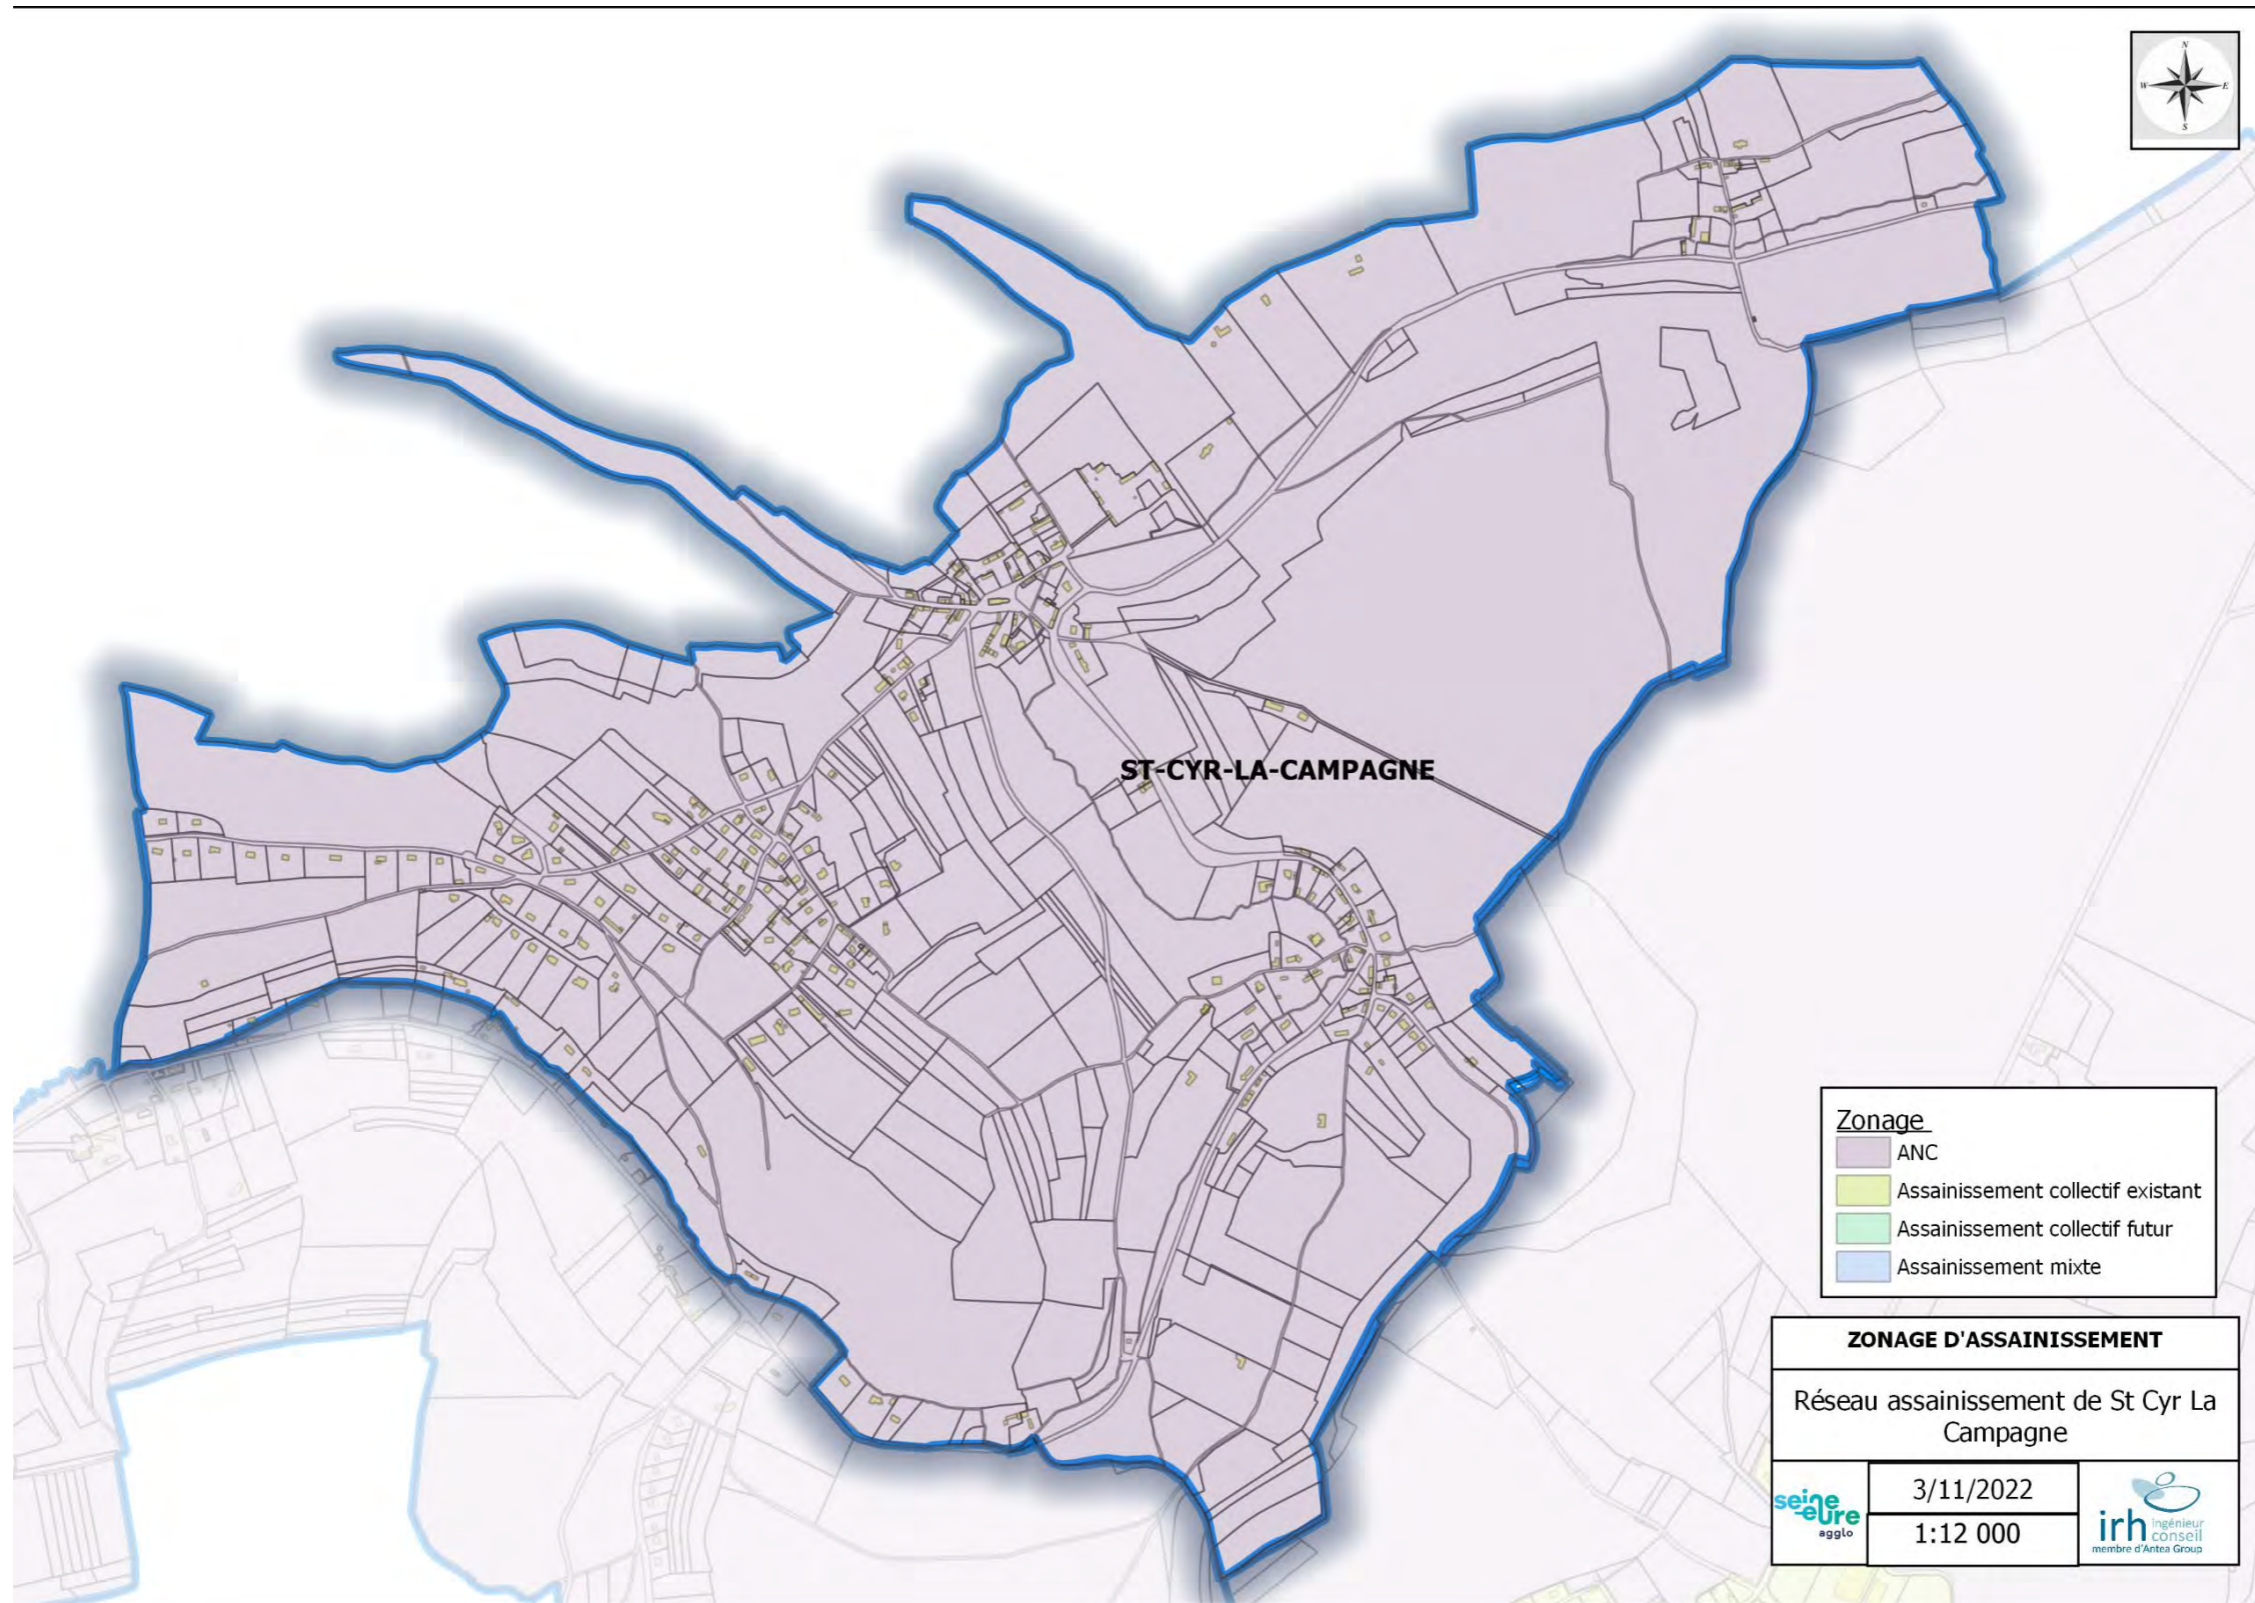 N
W
E
S
ST-CYR-LA-CAMPAGNE
Zonage
ANC
Assainissement collectif existant
Assainissement collectif futur
Assainissement mixte
ZONAGE D'ASSAINISSEMENT
Réseau assainissement de St Cyr La
Campagne
seine
-eure
agglo
3/11/2022
1:12 000
irh ingénieur
conseil
membre d'Antea Group